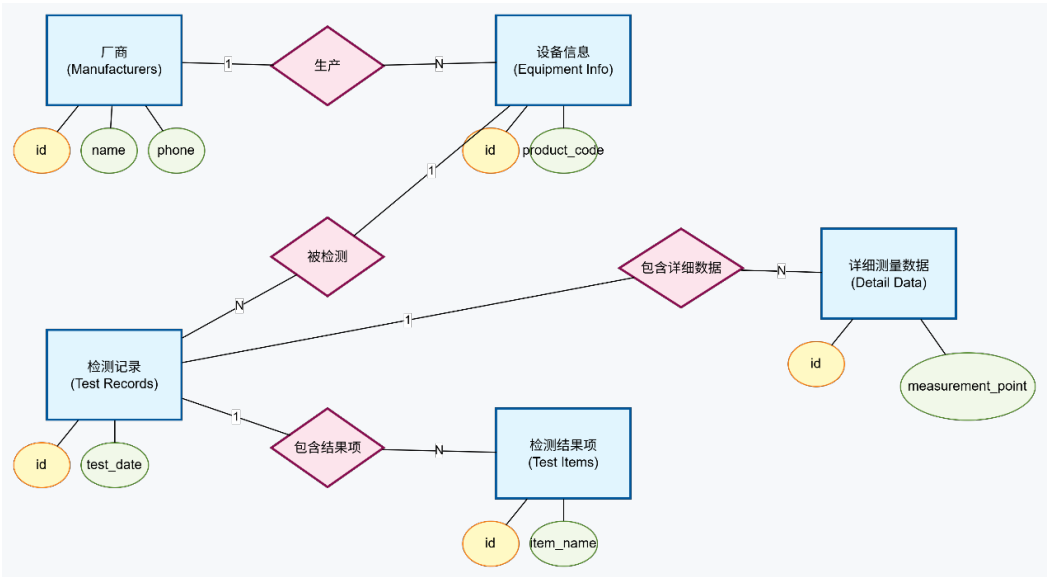 厂商
(Manufacturers)
1
生产
N
设备信息
(Equipment Info)
id
name
phone
id
product_code
1
被检测
N
包含详细数据
N
详细测量数据
(Detail Data)
1
id
measurement_point
检测记录
(Test Records)
1
包含结果项
N
检测结果项
(Test Items)
id
test_date
id
item_name